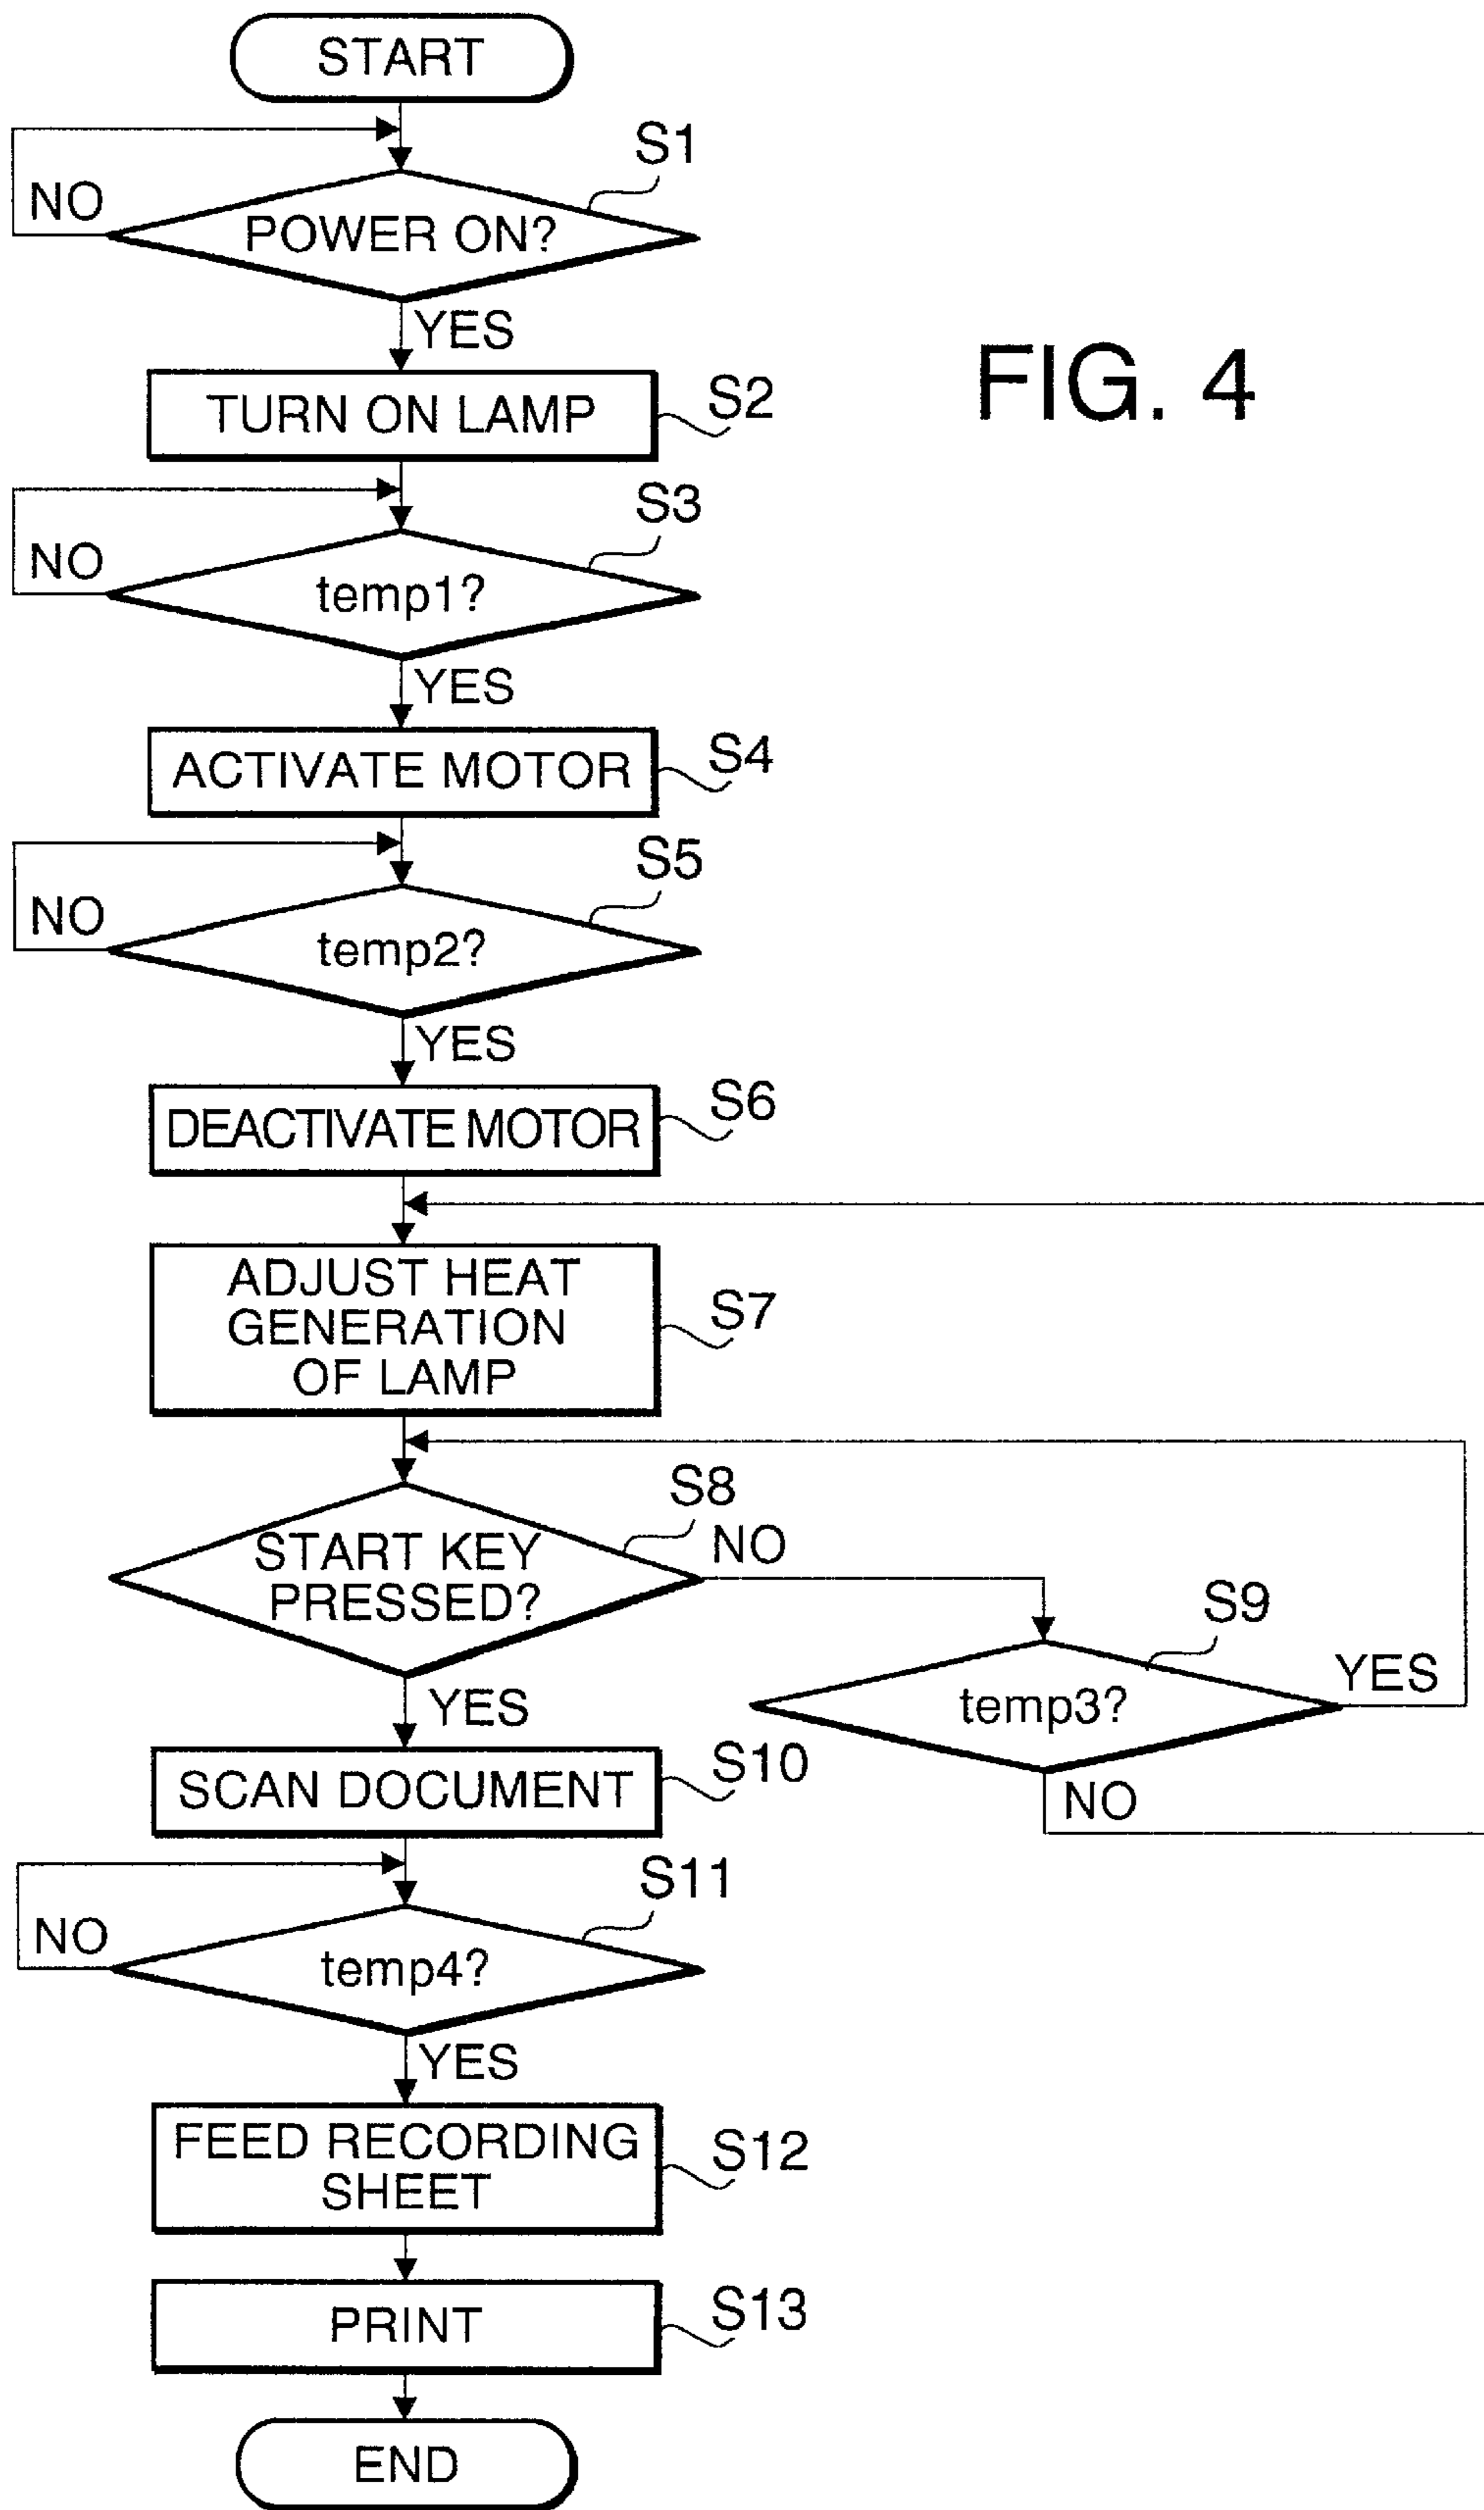 START
S1
NO
POWER ON?
YES
FIG. 4
TURN ON LAMP
S2
S3
NO
temp1?
YES
ACTIVATE MOTOR
S4
S5
NO
temp2?
YES
DEACTIVATE MOTOR
S6
ADJUST HEAT
GENERATION
OF LAMP
S7
S8
START KEY
PRESSED?
NO
S9
YES
temp3?
YES
NO
SCAN DOCUMENT
S10
S11
NO
temp4?
YES
FEED RECORDING
SHEET
S12
PRINT
S13
END